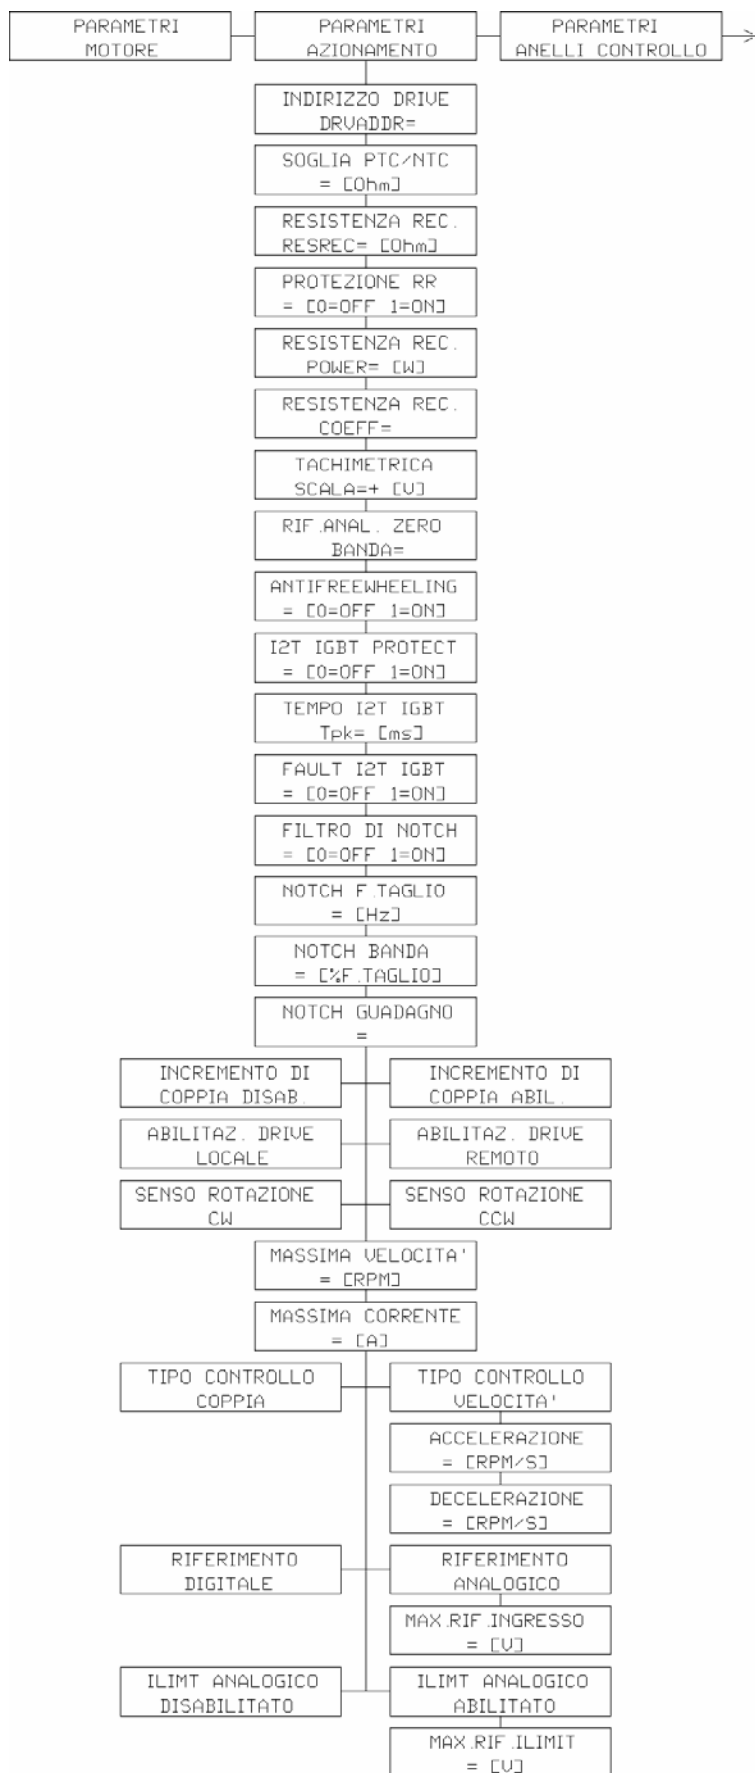 PARAMETRI
MOTORE
PARAMETRI
AZIONAMENTO
PARAMETRI
ANELLI CONTROLLO
INDIRIZZO DRIVE
DRVADDR=
SOGLIA PTC/NTC
= [Ohm]
RESISTENZA REC.
RESREC= [Ohm]
PROTEZIONE RR
= [0=OFF 1=ON]
RESISTENZA REC.
POWER= [W]
RESISTENZA REC.
COEFF=
TACHIMETRICA
SCALA=+ [V]
RIF.ANAL. ZERO
BANDA=
ANTIFREEWHEELING
= [0=OFF 1=ON]
I2T IGBT PROTECT
= [0=OFF 1=ON]
TEMPO I2T IGBT
Tpk= [ms]
FAULT I2T IGBT
= [0=OFF 1=ON]
FILTRO DI NOTCH
= [0=OFF 1=ON]
NOTCH F.TAGLIO
= [Hz]
NOTCH BANDA
= [%F.TAGLIO]
NOTCH GUADAGNO
=
INCREMENTO DI
COPPIA DISAB.
INCREMENTO DI
COPPIA ABIL.
ABILITAZ. DRIVE
LOCALE
ABILITAZ. DRIVE
REMOTO
SENSO ROTAZIONE
CW
SENSO ROTAZIONE
CCW
MASSIMA VELOCITA'
= [RPM]
MASSIMA CORRENTE
= [A]
TIPO CONTROLLO
COPPIA
TIPO CONTROLLO
VELOCITA'
ACCELERAZIONE
= [RPM/S]
DECELERAZIONE
= [RPM/S]
RIFERIMENTO
DIGITALE
RIFERIMENTO
ANALOGICO
MAX.RIF.INGRESSO
= [V]
ILIMT ANALOGICO
DISABILITATO
ILIMT ANALOGICO
ABILITATO
MAX.RIF.ILIMIT
= [V]